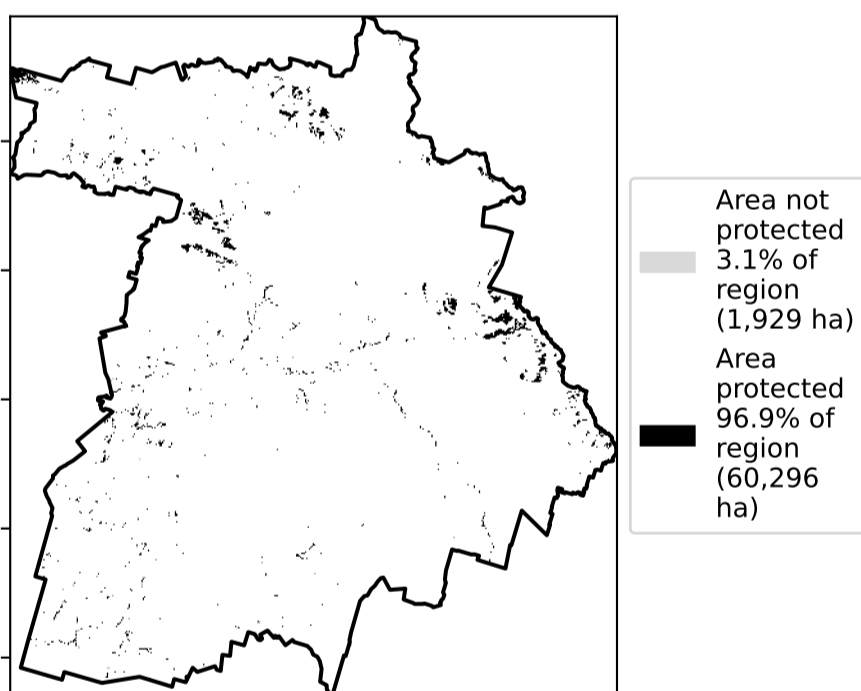 Area not
protected
3.1% of
region
(1,929 ha)
Area
protected
96.9% of
region
(60,296
ha)